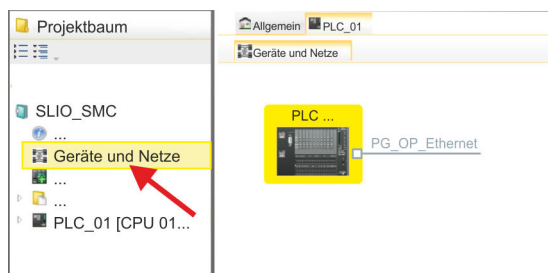 Projektbaum
SLIO_SMC
...
Geräte und Netze
...
...
PLC_01 [CPU 01...
Allgemein PLC_01
Geräte und Netze
PLC ...
PG_OP_Ethernet